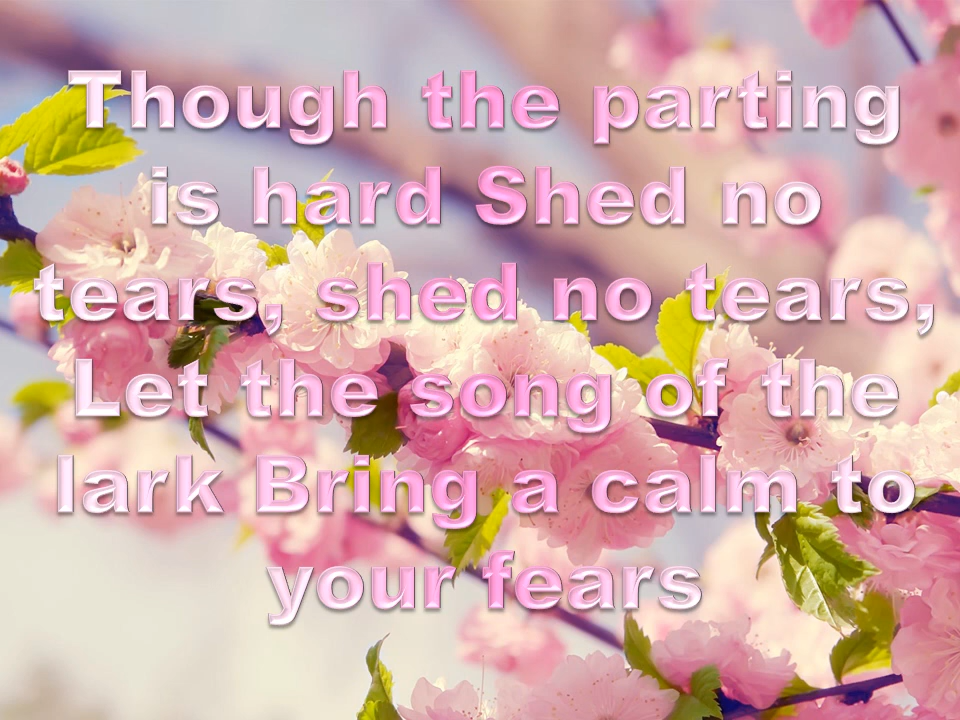 Though the parting
is hard Shed no
tears, shed no tears,
Let the song of the
lark Bring a calm to
your fears